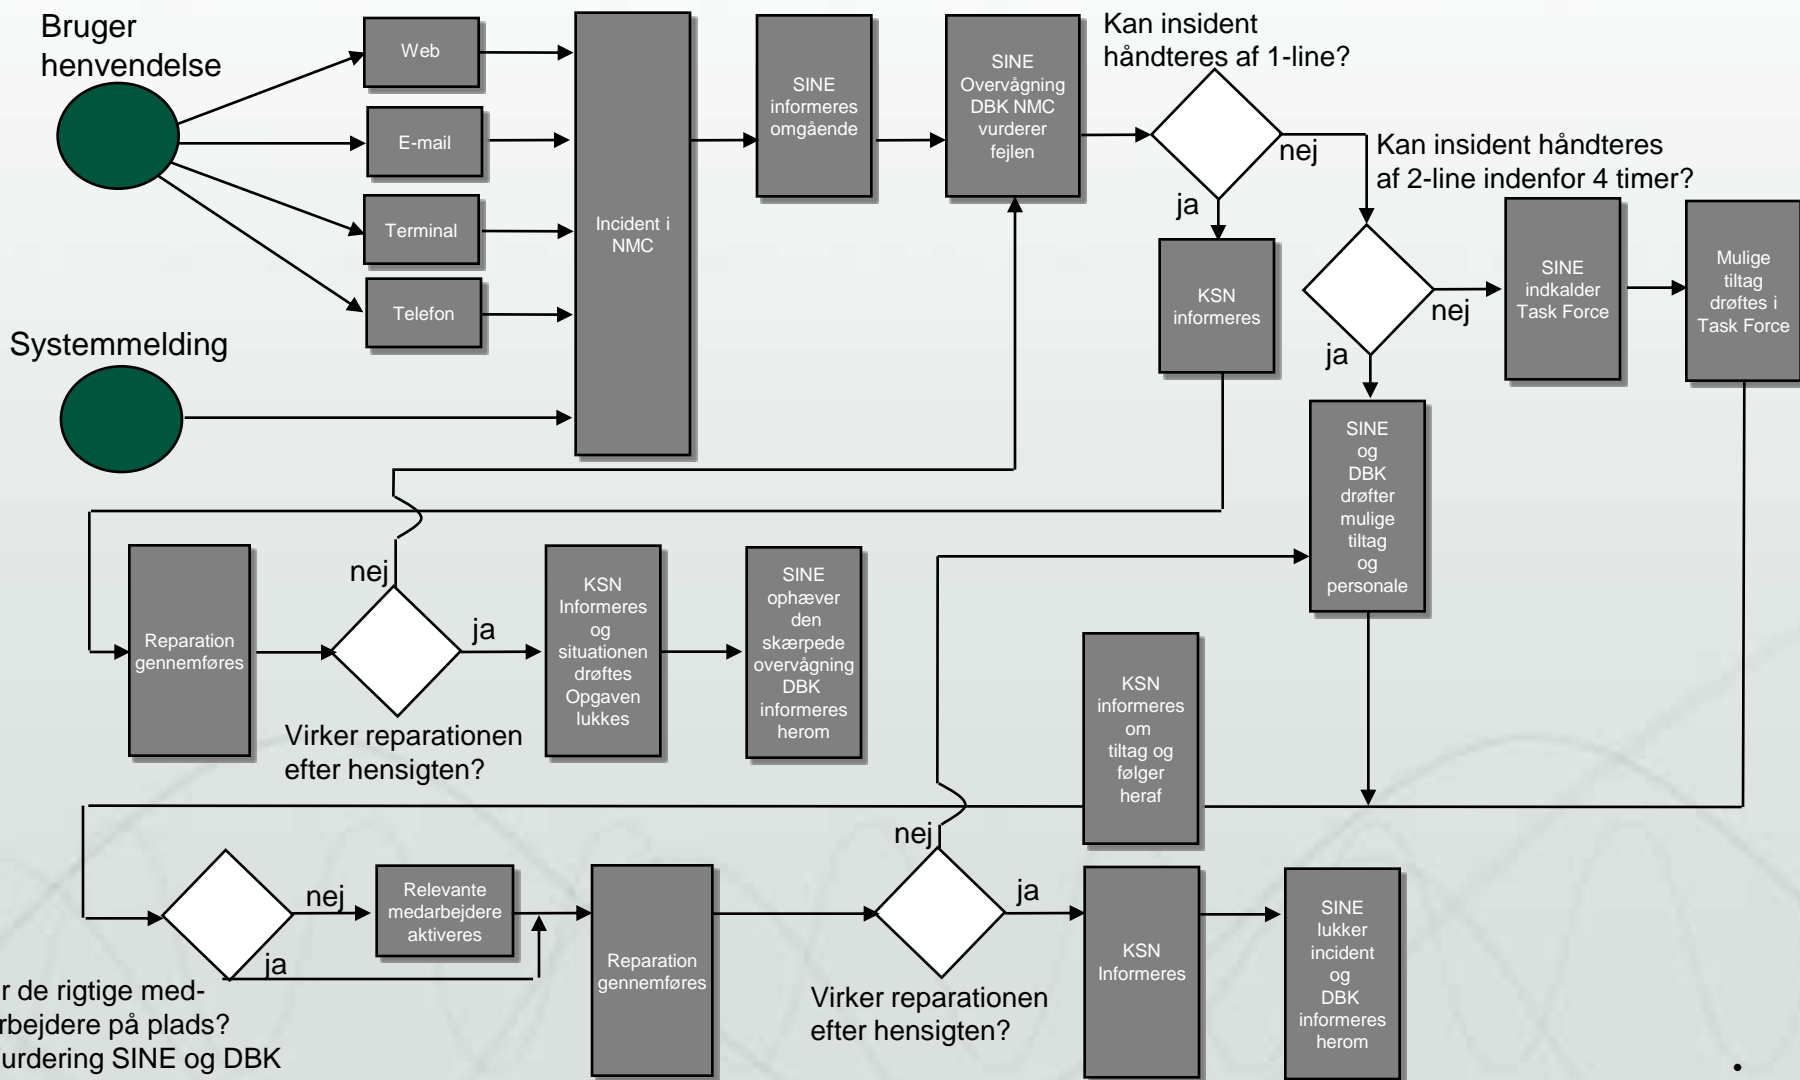 Bruger
henvendelse
Web
E-mail
Terminal
Telefon
Systemmelding
Incident i
NMC
SINE
informeres
omgående
SINE
Overvågning
DBK NMC
vurderer
fejlen
Kan insident
håndteres af 1-line?
nej
ja
KSN
informeres
Kan insident håndteres
af 2-line indenfor 4 timer?
nej
ja
SINE
indkalder
Task Force
Mulige
tiltag
drøftes i
Task Force
SINE
og
DBK
drøfter
mulige
tiltag
og
personale
Reparation
gennemføres
nej
ja
Virker reparationen
efter hensigten?
KSN
Informeres
og
situationen
drøftes
Opgaven
lukkes
SINE
ophæver
den
skærpede
overvågning
DBK
informeres
herom
KSN
informeres
om
tiltag og
følger
heraf
nej
ja
r de rigtige med-
rbejdere på plads?
urdering SINE og DBK
Relevante
medarbejdere
aktiveres
Reparation
gennemføres
nej
ja
Virker reparationen
efter hensigten?
KSN
Informeres
SINE
lukker
incident
og
DBK
informeres
herom